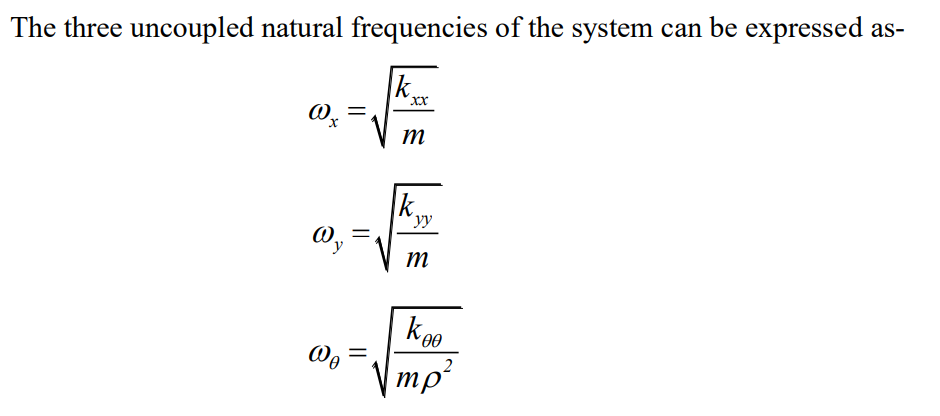 The three uncoupled natural frequencies of the system can be expressed as-
ω_x = √(k_xx / m)
ω_y = √(k_yy / m)
ω_θ = √(k_θθ / mρ²)